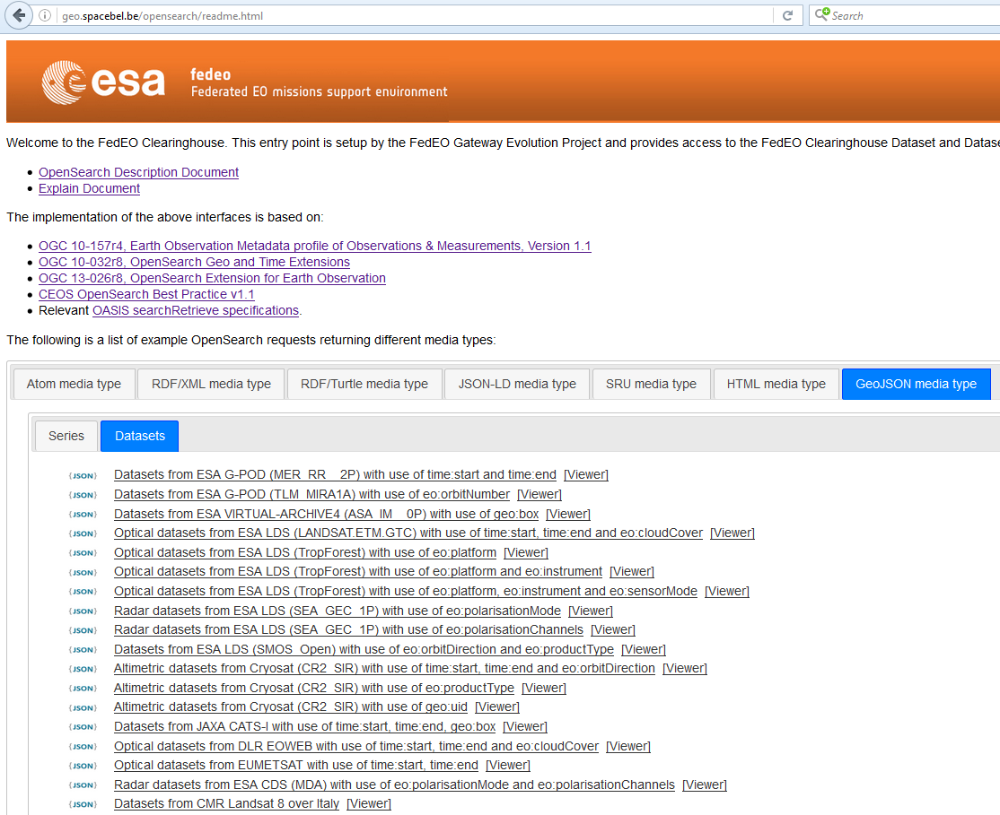 geo.spacebel.be/opensearch/readme.html
Search
esa
fedeo
Federated EO missions support environment
Welcome to the FedEO Clearinghouse. This entry point is setup by the FedEO Gateway Evolution Project and provides access to the FedEO Clearinghouse Dataset and Datase
OpenSearch Description Document
Explain Document
The implementation of the above interfaces is based on:
OGC 10-157r4, Earth Observation Metadata profile of Observations & Measurements, Version 1.1
OGC 10-032r8, OpenSearch Geo and Time Extensions
OGC 13-026r8, OpenSearch Extension for Earth Observation
CEOS OpenSearch Best Practice v1.1
Relevant OASIS searchRetrieve specifications.
The following is a list of example OpenSearch requests returning different media types:
Atom media type RDF/XML media type RDF/Turtle media type JSON-LD media type SRU media type HTML media type GeoJSON media type
Series Datasets
{JSON} Datasets from ESA G-POD (MER_RR__2P) with use of time:start and time:end [Viewer]
{JSON} Datasets from ESA G-POD (TLM_MIRA1A) with use of eo:orbitNumber [Viewer]
{JSON} Datasets from ESA VIRTUAL-ARCHIVE4 (ASA_IM__0P) with use of geo:box [Viewer]
{JSON} Optical datasets from ESA LDS (LANDSAT.ETM.GTC) with use of time:start, time:end and eo:cloudCover [Viewer]
{JSON} Optical datasets from ESA LDS (TropForest) with use of eo:platform [Viewer]
{JSON} Optical datasets from ESA LDS (TropForest) with use of eo:platform and eo:instrument [Viewer]
{JSON} Optical datasets from ESA LDS (TropForest) with use of eo:platform, eo:instrument and eo:sensorMode [Viewer]
{JSON} Radar datasets from ESA LDS (SEA_GEC_1P) with use of eo:polarisationMode [Viewer]
{JSON} Radar datasets from ESA LDS (SEA_GEC_1P) with use of eo:polarisationChannels [Viewer]
{JSON} Datasets from ESA LDS (SMOS_Open) with use of eo:orbitDirection and eo:productType [Viewer]
{JSON} Altimetric datasets from Cryosat (CR2_SIR) with use of time:start, time:end and eo:orbitDirection [Viewer]
{JSON} Altimetric datasets from Cryosat (CR2_SIR) with use of eo:productType [Viewer]
{JSON} Altimetric datasets from Cryosat (CR2_SIR) with use of geo:uid [Viewer]
{JSON} Datasets from JAXA CATS-I with use of time:start, time:end, geo:box [Viewer]
{JSON} Optical datasets from DLR EOWEB with use of time:start, time:end and eo:cloudCover [Viewer]
{JSON} Optical datasets from EUMETSAT with use of time:start, time:end [Viewer]
{JSON} Radar datasets from ESA CDS (MDA) with use of eo:polarisationMode and eo:polarisationChannels [Viewer]
{JSON} Datasets from CMR Landsat 8 over Italy [Viewer]